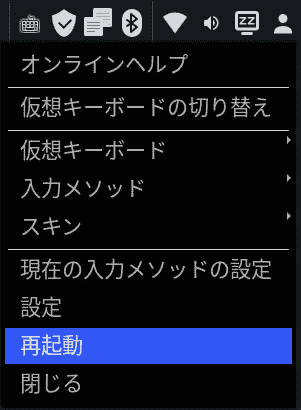 zz
オンラインヘルプ
仮想キーボードの切り替え
仮想キーボード
入力メソッド
スキン
現在の入力メソッドの設定
設定
再起動
閉じる